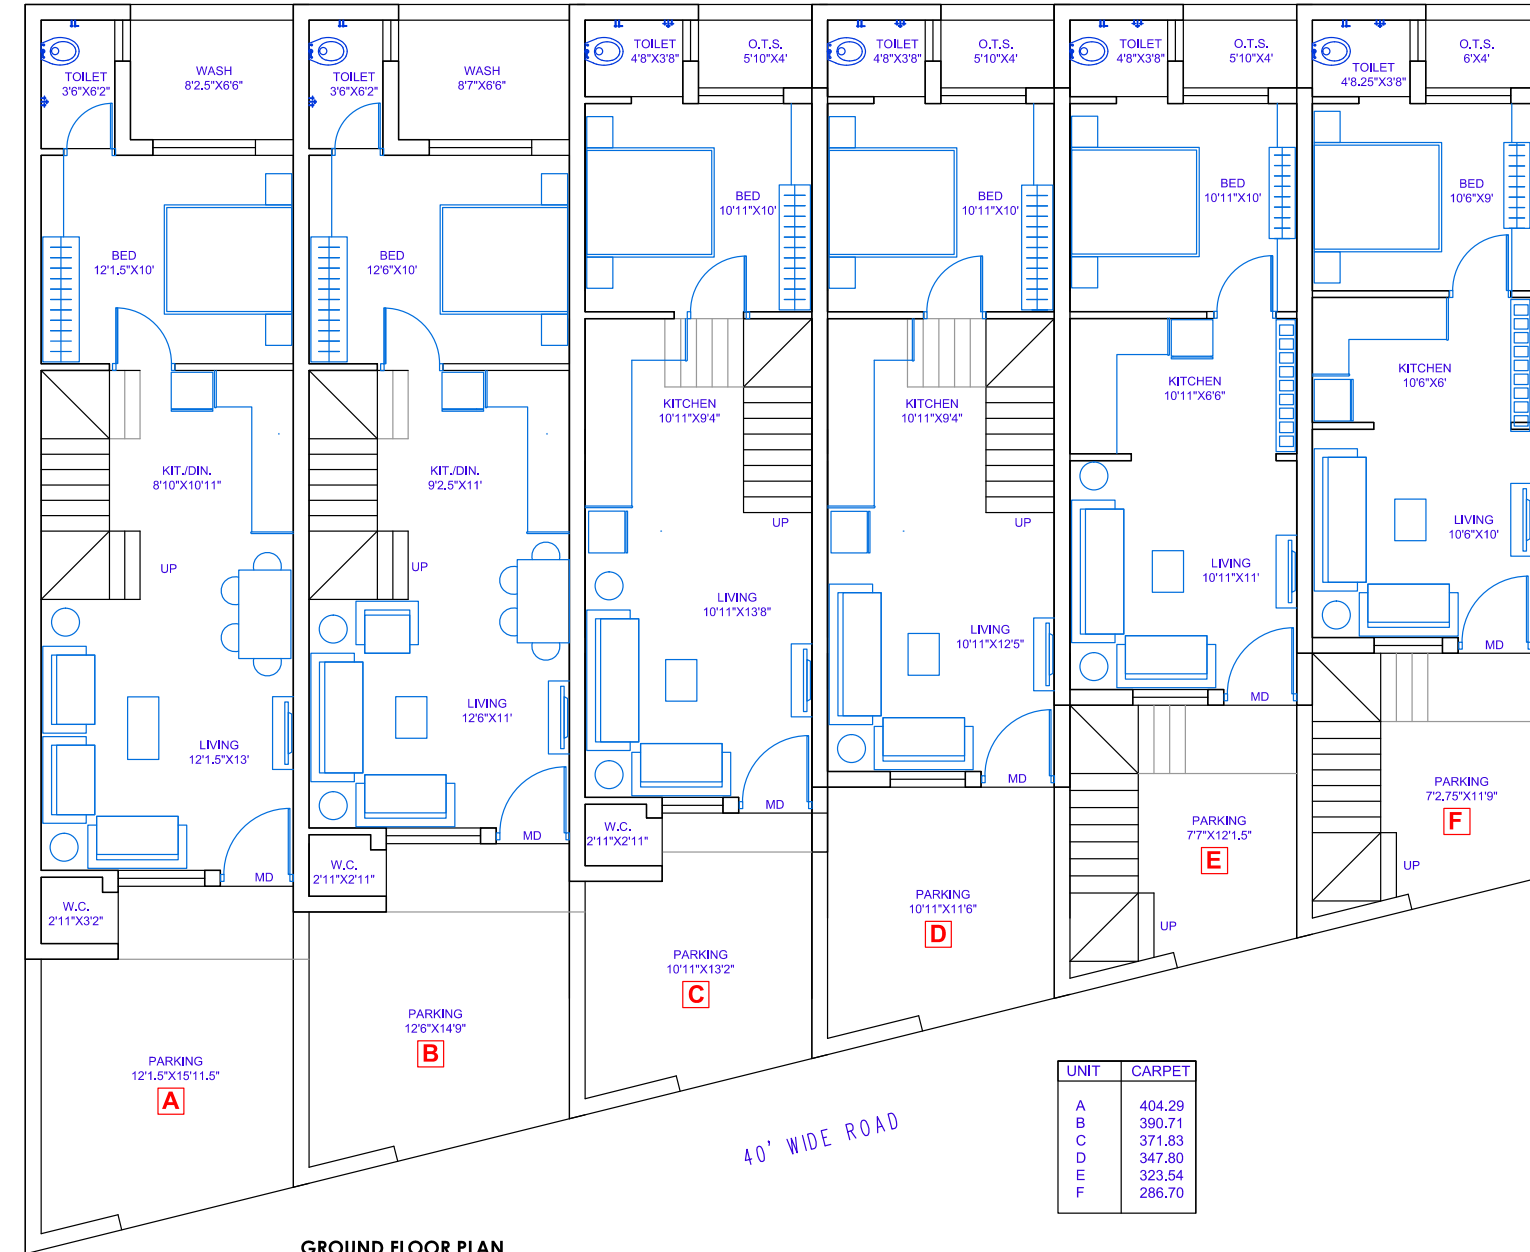 TOILET
3'6"X6'2"
WASH
8'2.5"X6'6"
BED
12'1.5"X10'
KIT./DIN.
8'10"X10'11"
UP
LIVING
12'1.5"X13'
MD
W.C.
2'11"X3'2"
PARKING
12'1.5"X15'11.5"
A
TOILET
3'6"X6'2"
WASH
8'7"X6'6"
BED
12'6"X10'
KIT./DIN.
9'2.5"X11'
UP
LIVING
12'6"X11'
MD
W.C.
2'11"X2'11"
PARKING
12'6"X14'9"
B
TOILET
4'8"X3'8"
O.T.S.
5'10"X4'
BED
10'11"X10'
KITCHEN
10'11"X9'4"
UP
LIVING
10'11"X13'8"
MD
W.C.
2'11"X2'11"
PARKING
10'11"X13'2"
C
TOILET
4'8"X3'8"
O.T.S.
5'10"X4'
BED
10'11"X10'
KITCHEN
10'11"X9'4"
UP
LIVING
10'11"X12'5"
MD
PARKING
10'11"X11'6"
D
TOILET
4'8"X3'8"
O.T.S.
5'10"X4'
BED
10'11"X10'
KITCHEN
10'11"X6'6"
LIVING
10'11"X11'
MD
PARKING
7'7"X12'1.5"
E
UP
TOILET
4'8.25"X3'8"
O.T.S.
6'X4'
BED
10'6"X9'
KITCHEN
10'6"X6'
LIVING
10'6"X10'
MD
PARKING
7'2.75"X11'9"
F
UP
40' WIDE ROAD
UNIT CARPET
A 404.29
B 390.71
C 371.83
D 347.80
E 323.54
F 286.70
GROUND FLOOR PLAN